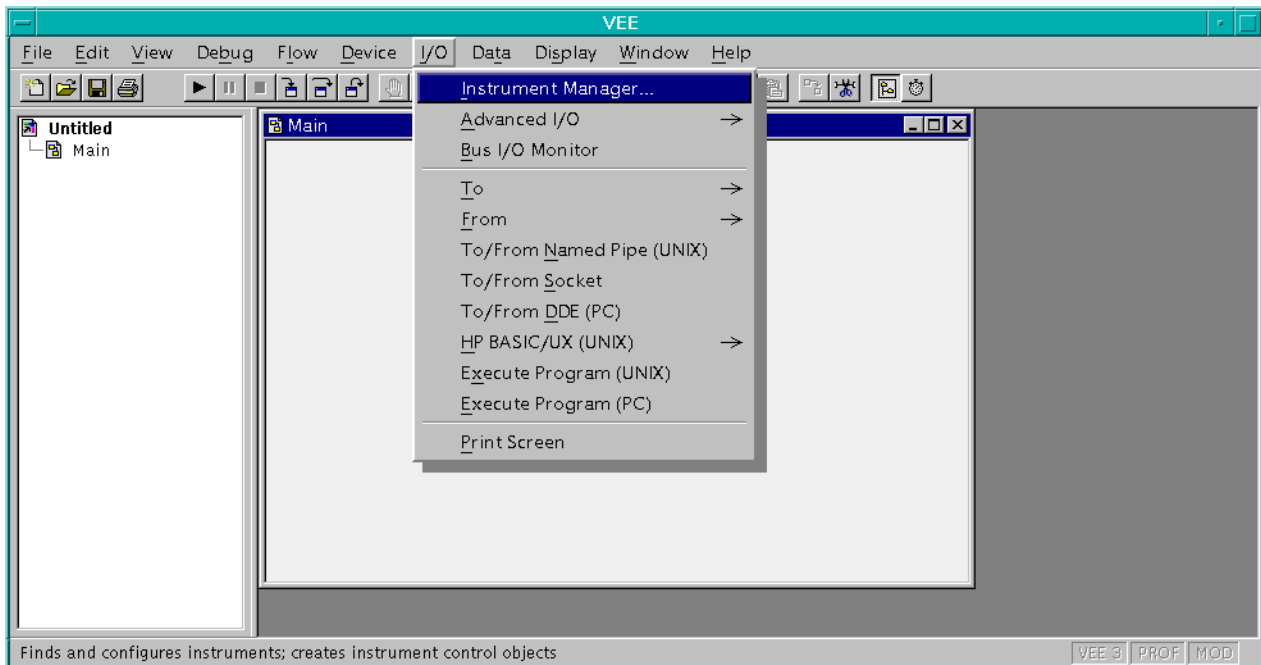 VEE
File Edit View Debug Flow Device I/O Data Display Window Help
Untitled
Main
Main
Instrument Manager...
Advanced I/O
Bus I/O Monitor
To
From
To/From Named Pipe (UNIX)
To/From Socket
To/From DDE (PC)
HP BASIC/UX (UNIX)
Execute Program (UNIX)
Execute Program (PC)
Print Screen
Finds and configures instruments; creates instrument control objects
VEE 3 PROF MOD